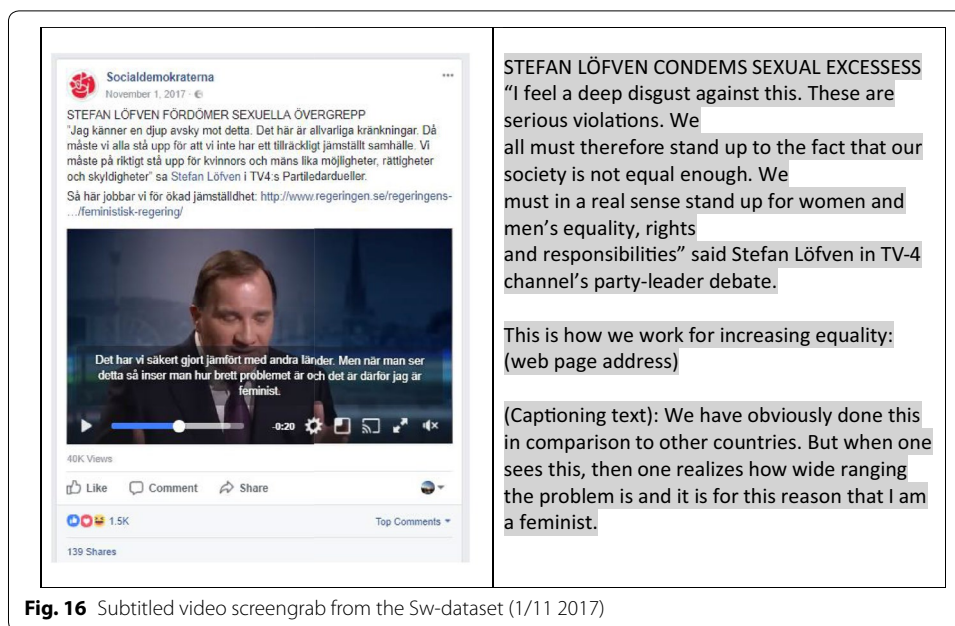 Socialdemokraterna
November 1, 2017 ·
STEFAN LÖFVEN FÖRDÖMER SEXUELLA ÖVERGREPP
"Jag känner en djup avsky mot detta. Det här är allvarliga kränkningar. Då
måste vi alla stå upp för att vi inte har ett tillräckligt jämställt samhälle. Vi
måste på riktigt stå upp för kvinnors och mäns lika möjligheter, rättigheter
och skyldigheter" sa Stefan Löfven i TV4:s Partiledardueller.
Så här jobbar vi för ökad jämställdhet: http://www.regeringen.se/regeringens-
…/feministisk-regering/
Det har vi säkert gjort jämfört med andra länder. Men när man ser
detta så inser man hur brett problemet är och det är därför jag är
feminist.
-0:20
40K Views
Like Comment Share
1.5K Top Comments
139 Shares
STEFAN LÖFVEN CONDEMS SEXUAL EXCESSESS
“I feel a deep disgust against this. These are
serious violations. We
all must therefore stand up to the fact that our
society is not equal enough. We
must in a real sense stand up for women and
men’s equality, rights
and responsibilities” said Stefan Löfven in TV-4
channel’s party-leader debate.
This is how we work for increasing equality:
(web page address)
(Captioning text): We have obviously done this
in comparison to other countries. But when one
sees this, then one realizes how wide ranging
the problem is and it is for this reason that I am
a feminist.
Fig. 16 Subtitled video screengrab from the Sw-dataset (1/11 2017)